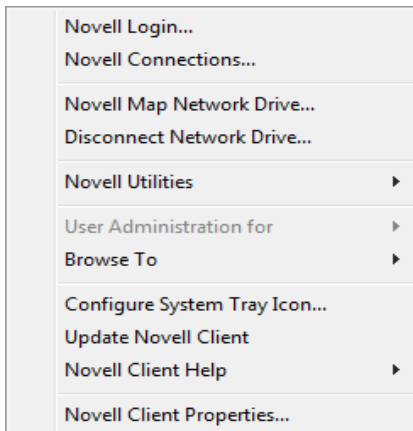 Novell Login...
Novell Connections...
Novell Map Network Drive...
Disconnect Network Drive...
Novell Utilities
User Administration for
Browse To
Configure System Tray Icon...
Update Novell Client
Novell Client Help
Novell Client Properties...